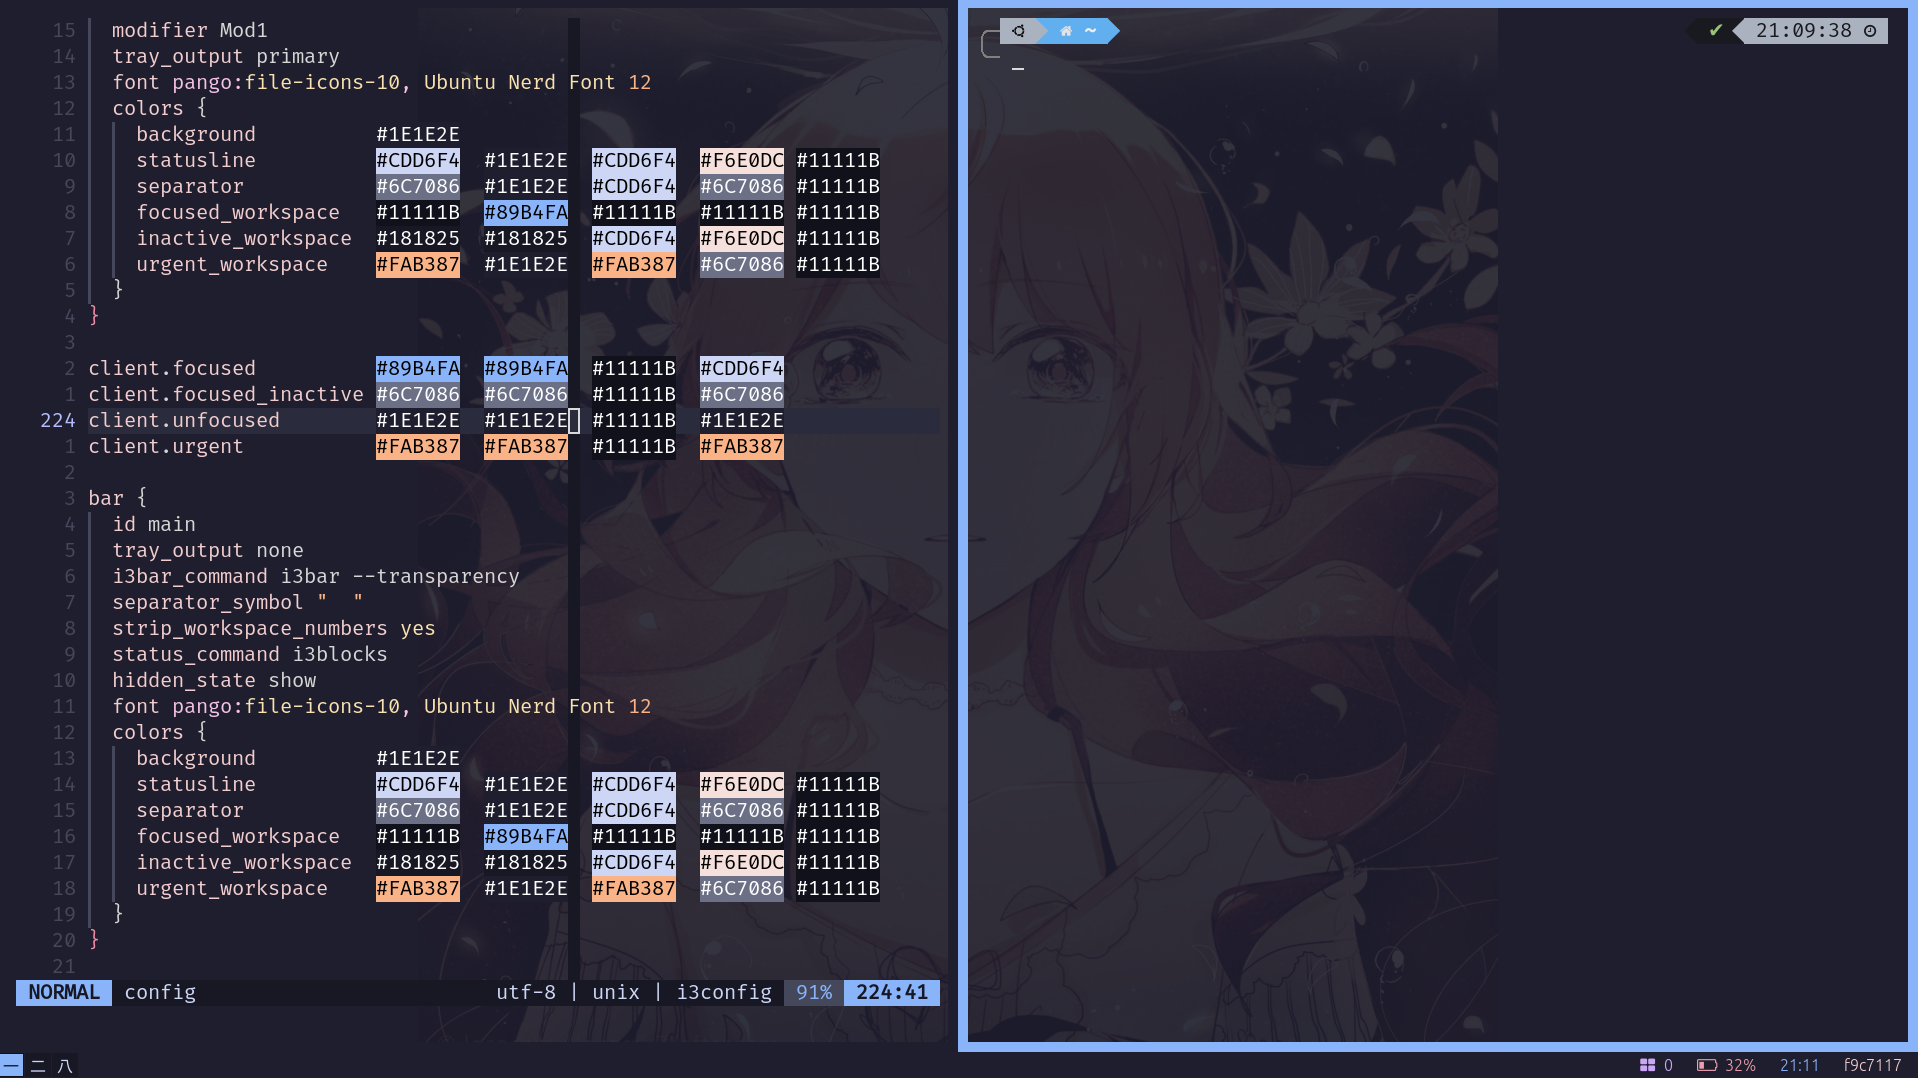 15 modifier Mod1
14 tray_output primary
13 font pango:file-icons-10, Ubuntu Nerd Font 12
12 colors {
11 background #1E1E2E
10 statusline #CDD6F4 #1E1E2E #CDD6F4 #F6E0DC #11111B
9 separator #6C7086 #1E1E2E #CDD6F4 #6C7086 #11111B
8 focused_workspace #11111B #89B4FA #11111B #11111B #11111B
7 inactive_workspace #181825 #181825 #CDD6F4 #F6E0DC #11111B
6 urgent_workspace #FAB387 #1E1E2E #FAB387 #6C7086 #11111B
5 }
4 }
3
2 client.focused #89B4FA #89B4FA #11111B #CDD6F4
1 client.focused_inactive #6C7086 #6C7086 #11111B #6C7086
224 client.unfocused #1E1E2E #1E1E2E #11111B #1E1E2E
1 client.urgent #FAB387 #FAB387 #11111B #FAB387
2
3 bar {
4 id main
5 tray_output none
6 i3bar_command i3bar --transparency
7 separator_symbol "  "
8 strip_workspace_numbers yes
9 status_command i3blocks
10 hidden_state show
11 font pango:file-icons-10, Ubuntu Nerd Font 12
12 colors {
13 background #1E1E2E
14 statusline #CDD6F4 #1E1E2E #CDD6F4 #F6E0DC #11111B
15 separator #6C7086 #1E1E2E #CDD6F4 #6C7086 #11111B
16 focused_workspace #11111B #89B4FA #11111B #11111B #11111B
17 inactive_workspace #181825 #181825 #CDD6F4 #F6E0DC #11111B
18 urgent_workspace #FAB387 #1E1E2E #FAB387 #6C7086 #11111B
19 }
20 }
21
NORMAL config utf-8 | unix | i3config 91% 224:41
~ ✔ 21:09:38
一 二 八 0 32% 21:11 f9c7117